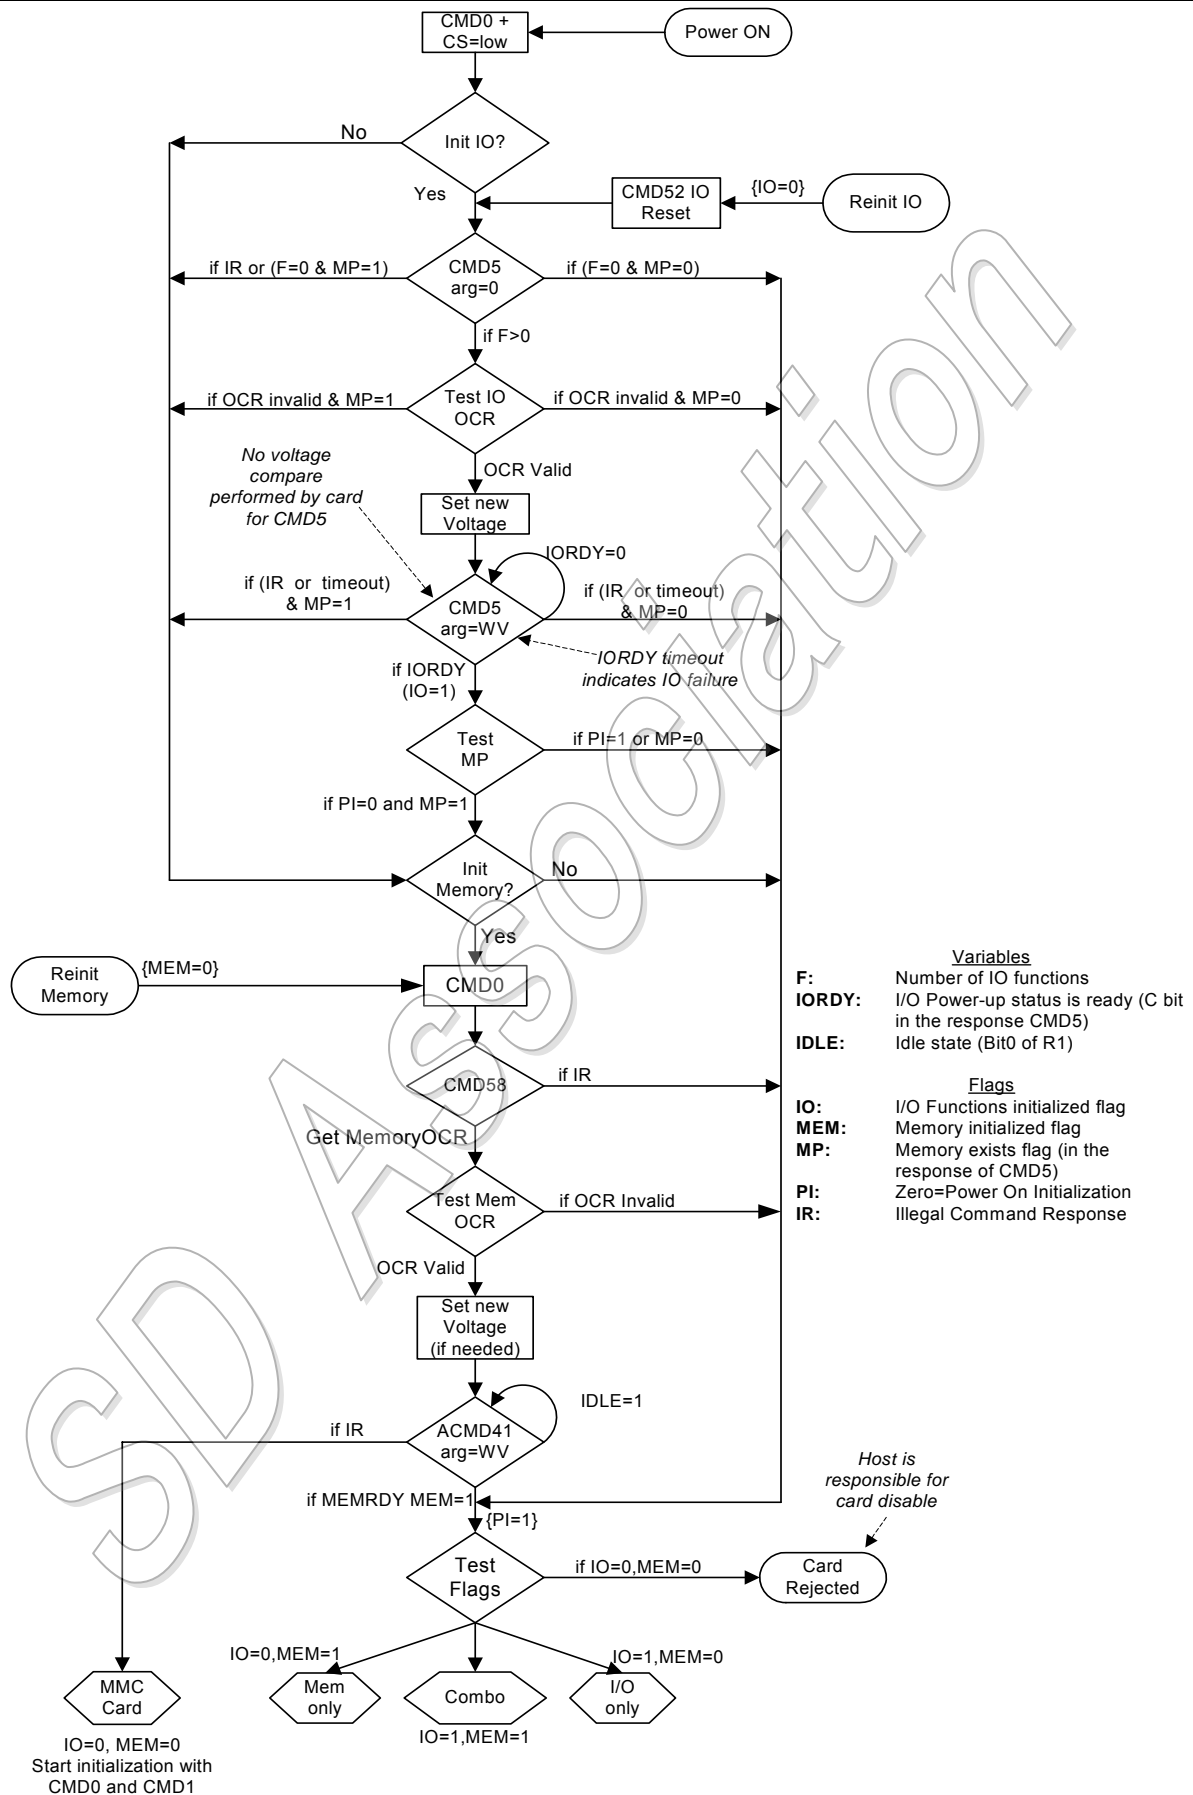 CMD0 +
CS=low
Power ON
Init IO?
No
Yes
CMD52 IO
Reset
{IO=0}
Reinit IO
if IR or (F=0 & MP=1)
CMD5
arg=0
if (F=0 & MP=0)
if F>0
if OCR invalid & MP=1
Test IO
OCR
if OCR invalid & MP=0
No voltage
compare
performed by card
for CMD5
OCR Valid
Set new
Voltage
IORDY=0
if (IR or timeout)
& MP=1
CMD5
arg=WV
if (IR or timeout)
& MP=0
IORDY timeout
indicates IO failure
if IORDY
(IO=1)
Test
MP
if PI=1 or MP=0
if PI=0 and MP=1
Init
Memory?
No
Yes
Reinit
Memory
{MEM=0}
CMD0
Variables
F: Number of IO functions
IORDY: I/O Power-up status is ready (C bit
in the response CMD5)
IDLE: Idle state (Bit0 of R1)
Flags
IO: I/O Functions initialized flag
MEM: Memory initialized flag
MP: Memory exists flag (in the
response of CMD5)
PI: Zero=Power On Initialization
IR: Illegal Command Response
CMD58
if IR
Get MemoryOCR
Test Mem
OCR
if OCR Invalid
OCR Valid
Set new
Voltage
(if needed)
IDLE=1
if IR
ACMD41
arg=WV
Host is
responsible for
card disable
if MEMRDY MEM=1
{PI=1}
Test
Flags
if IO=0,MEM=0
Card
Rejected
IO=0,MEM=1
IO=1,MEM=0
MMC
Card
Mem
only
Combo
I/O
only
IO=1,MEM=1
IO=0, MEM=0
Start initialization with
CMD0 and CMD1
SD Association